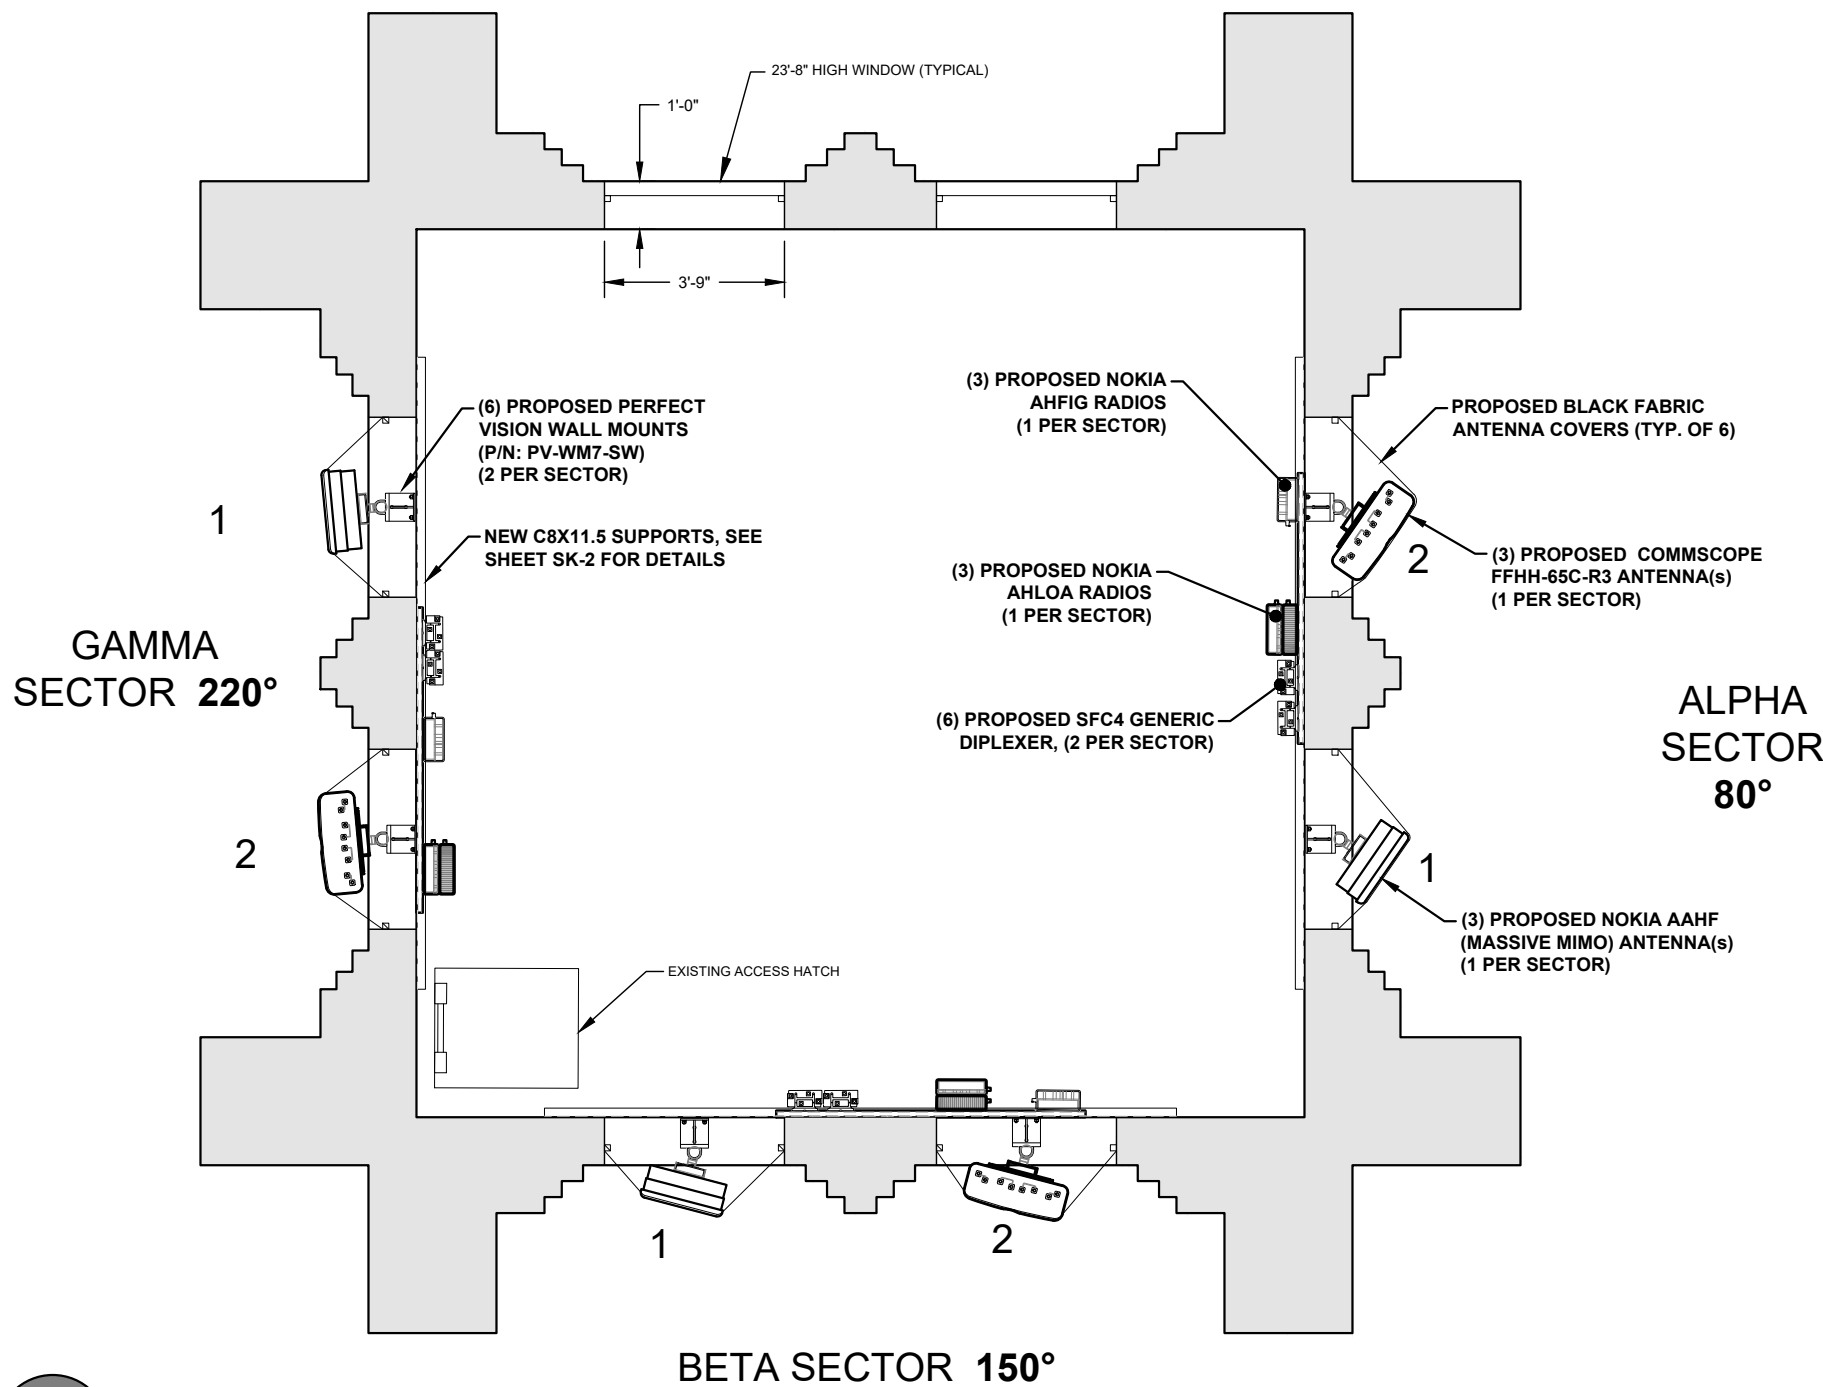 23'-8" HIGH WINDOW (TYPICAL)
1'-0"
3'-9"
(6) PROPOSED PERFECT
VISION WALL MOUNTS
(P/N: PV-WM7-SW)
(2 PER SECTOR)
NEW C8X11.5 SUPPORTS, SEE
SHEET SK-2 FOR DETAILS
(3) PROPOSED NOKIA
AHFIG RADIOS
(1 PER SECTOR)
PROPOSED BLACK FABRIC
ANTENNA COVERS (TYP. OF 6)
1
2
(3) PROPOSED COMMSCOPE
FFHH-65C-R3 ANTENNA(s)
(1 PER SECTOR)
(3) PROPOSED NOKIA
AHLOA RADIOS
(1 PER SECTOR)
GAMMA
SECTOR 220°
(6) PROPOSED SFC4 GENERIC
DIPLEXER, (2 PER SECTOR)
ALPHA
SECTOR
80°
2
1
(3) PROPOSED NOKIA AAHF
(MASSIVE MIMO) ANTENNA(s)
(1 PER SECTOR)
EXISTING ACCESS HATCH
1
2
BETA SECTOR 150°